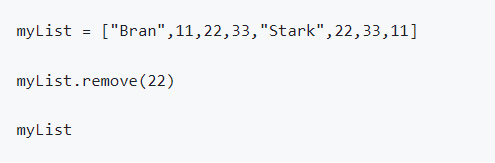 myList = ["Bran",11,22,33,"Stark",22,33,11]
myList.remove(22)
myList